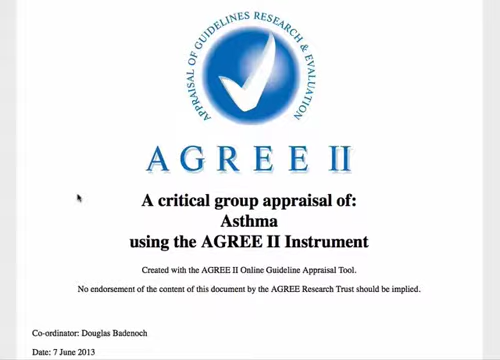 APPRAISAL OF GUIDELINES RESEARCH & EVALUATION
AGREE II
A critical group appraisal of:
Asthma
using the AGREE II Instrument
Created with the AGREE II Online Guideline Appraisal Tool.
No endorsement of the content of this document by the AGREE Research Trust should be implied.
Co-ordinator: Douglas Badenoch
Date: 7 June 2013